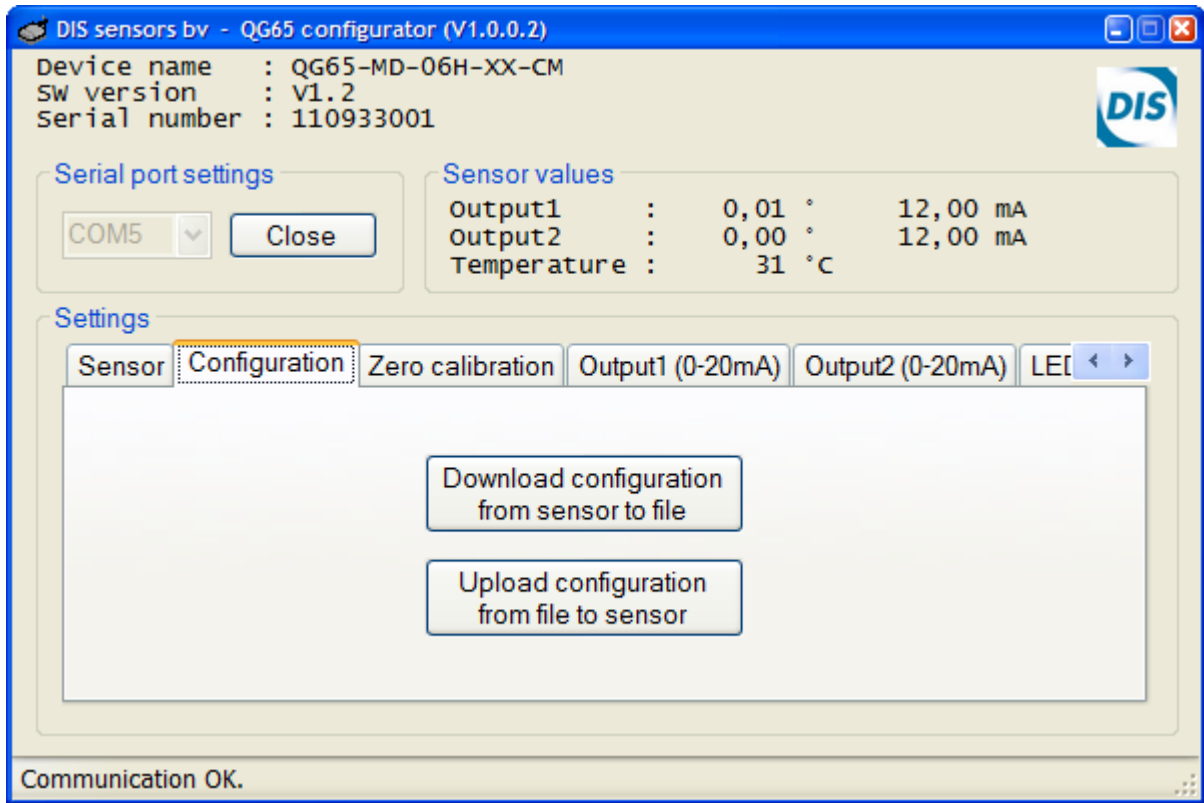 DIS sensors bv - QG65 configurator (V1.0.0.2)
Device name : QG65-MD-06H-XX-CM
SW version : V1.2
Serial number : 110933001
DIS
Serial port settings
COM5
Close
Sensor values
Output1 : 0,01 ° 12,00 mA
Output2 : 0,00 ° 12,00 mA
Temperature : 31 °C
Settings
Sensor Configuration Zero calibration Output1 (0-20mA) Output2 (0-20mA) LED
Download configuration
from sensor to file
Upload configuration
from file to sensor
Communication OK.